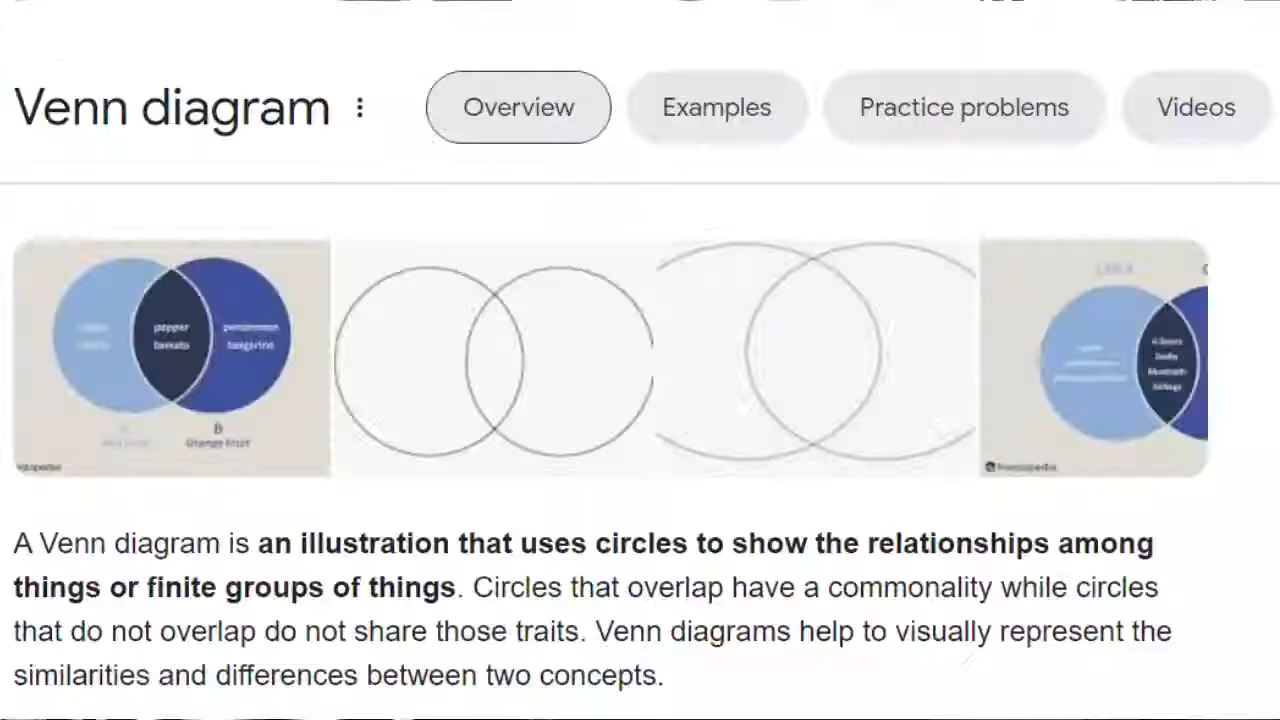 Venn diagram
Overview
Examples
Practice problems
Videos
pepper
tomato
persimmon
tangerine
B
Orange Fruit
A Venn diagram is an illustration that uses circles to show the relationships among
things or finite groups of things. Circles that overlap have a commonality while circles
that do not overlap do not share those traits. Venn diagrams help to visually represent the
similarities and differences between two concepts.